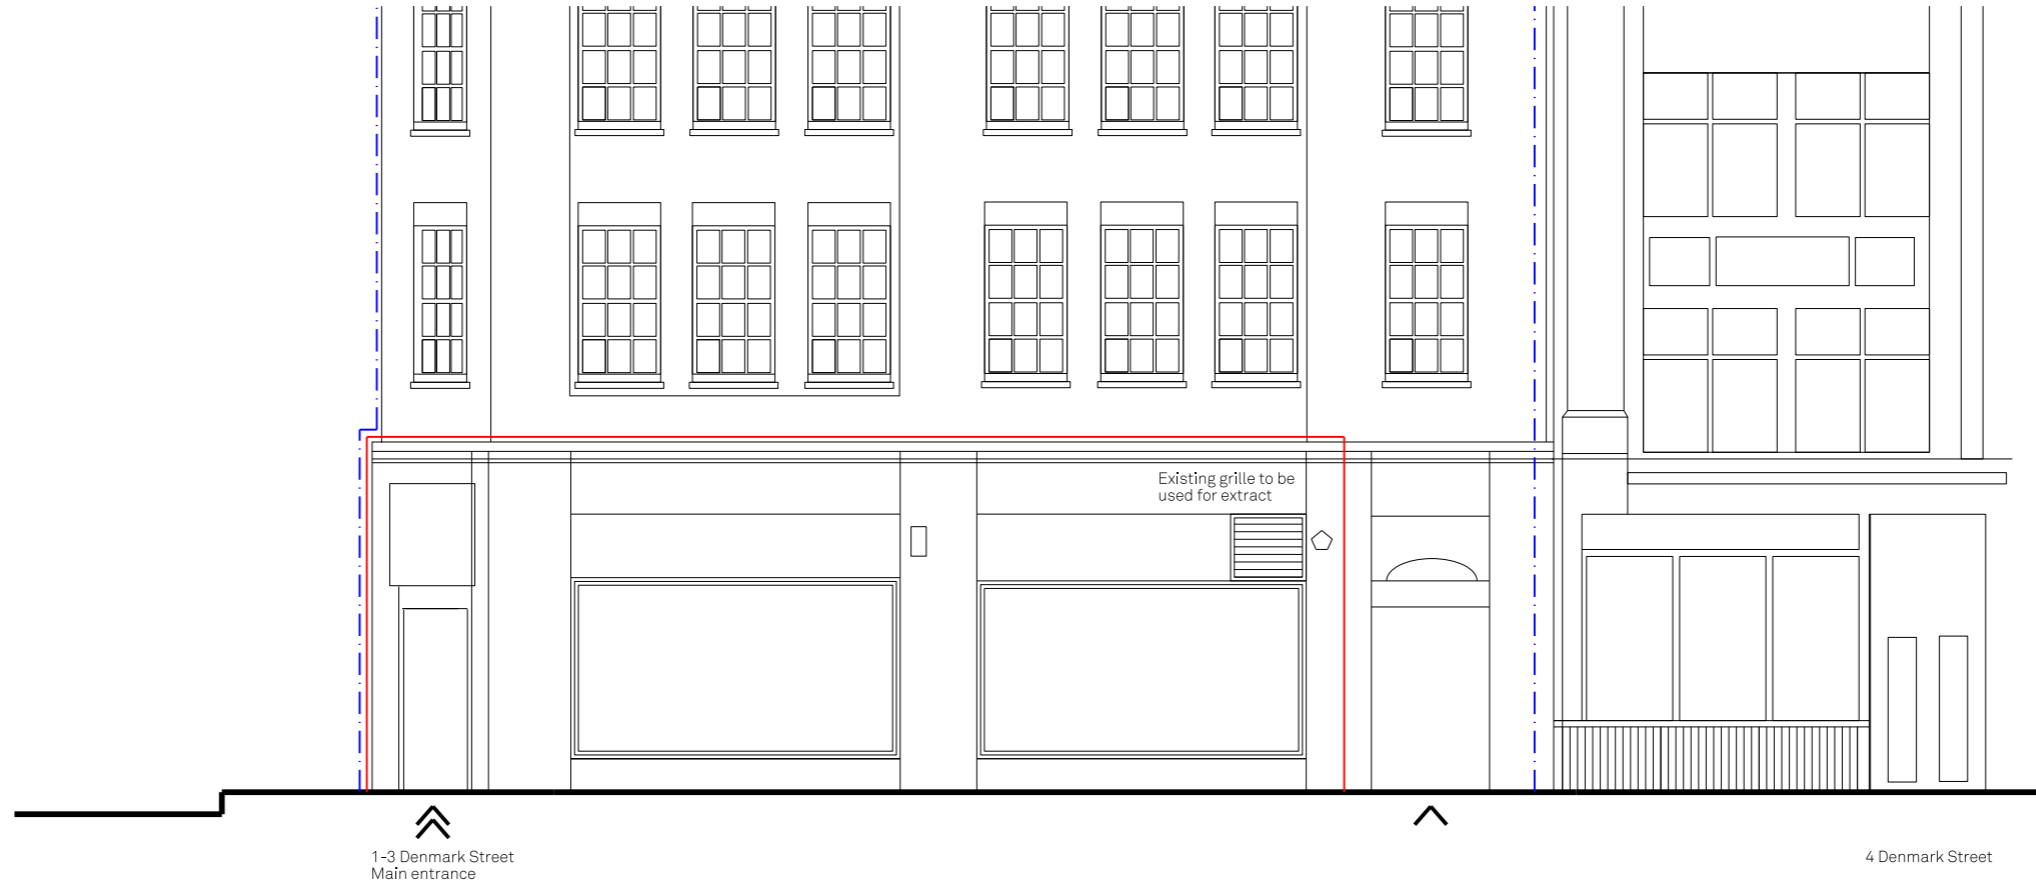 Existing grille to be
used for extract
1-3 Denmark Street
Main entrance
4 Denmark Street